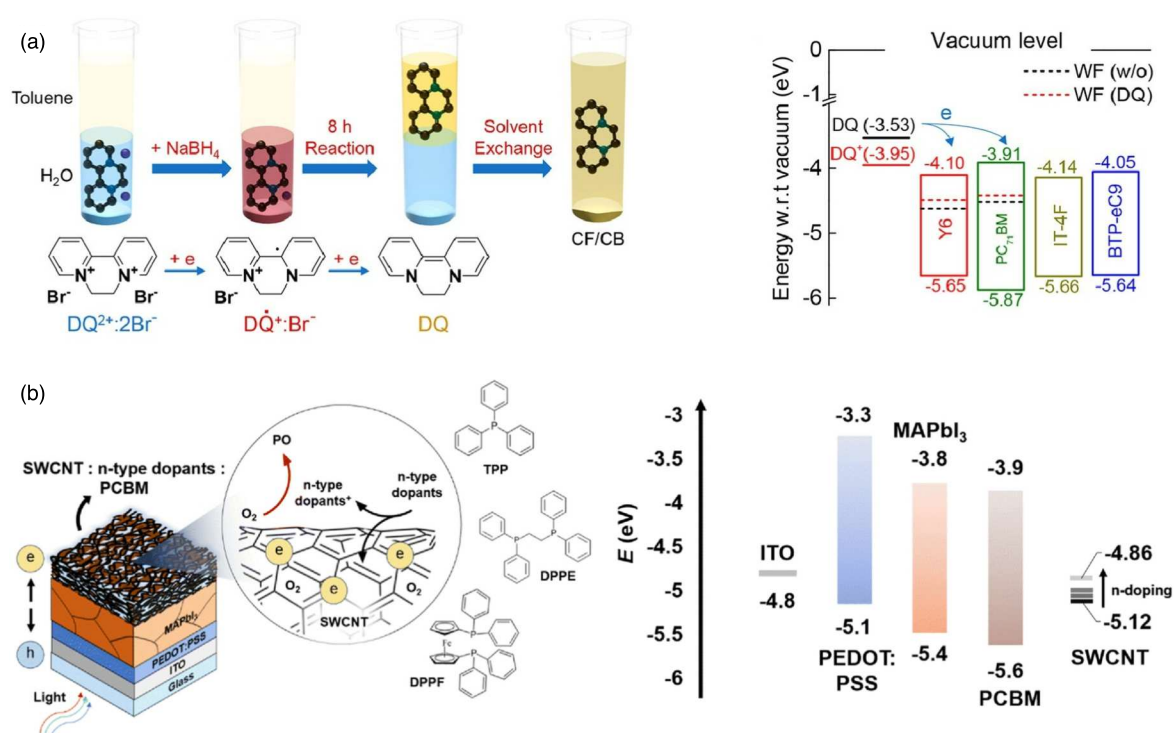 (a)
Toluene
H₂O
+ NaBH₄
8 h
Reaction
Solvent
Exchange
CF/CB
N⁺
N⁺
Br⁻
Br⁻
+ e
N⁺
N
Br⁻
+ e
N
N
DQ²⁺:2Br⁻
DQ̇⁺:Br⁻
DQ
Vacuum level
Energy w.r.t vacuum (eV)
0
-1
-4
-5
-6
WF (w/o)
WF (DQ)
e
DQ (-3.53)
DQ⁺(-3.95)
-4.10
-3.91
-4.14
-4.05
Y6
PC₇₁BM
IT-4F
BTP-eC9
-5.65
-5.87
-5.66
-5.64
(b)
SWCNT : n-type dopants :
PCBM
e
h
MAPbI₃
PEDOT:PSS
ITO
Glass
Light
PO
O₂
n-type
dopants⁺
n-type
dopants
e
e
e
O₂
O₂
SWCNT
P
TPP
P
P
DPPE
P
Fe
P
DPPF
E (eV)
-3
-3.5
-4
-4.5
-5
-5.5
-6
ITO
-4.8
-3.3
-5.1
PEDOT:
PSS
MAPbI₃
-3.8
-5.4
-3.9
-5.6
PCBM
-4.86
n-doping
-5.12
SWCNT